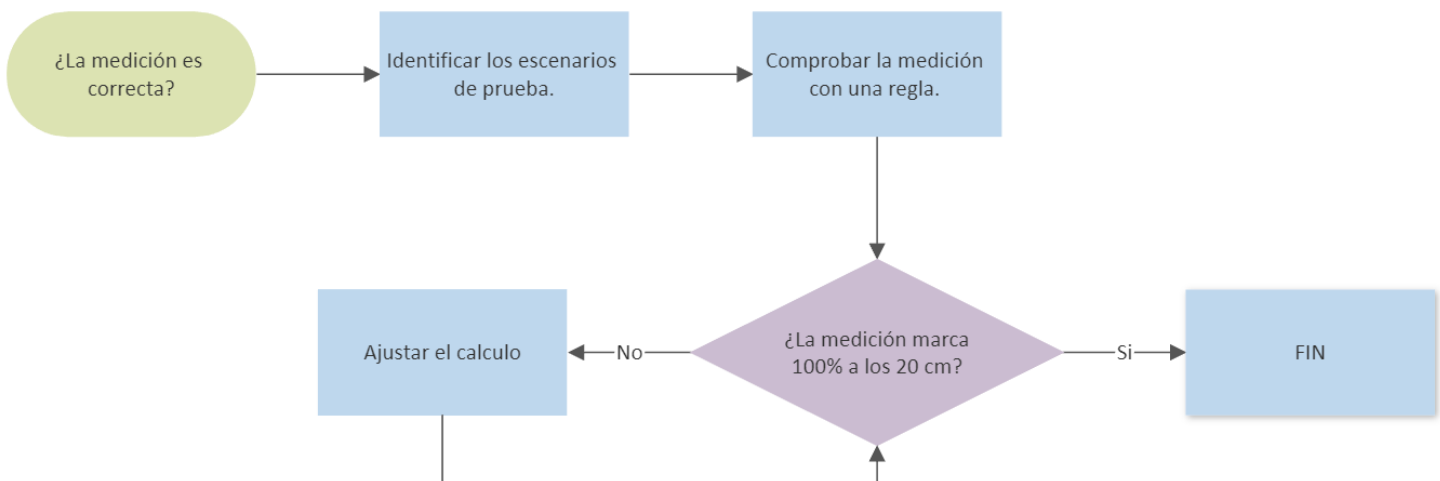 ¿La medición es
correcta?
Identificar los escenarios
de prueba.
Comprobar la medición
con una regla.
Ajustar el calculo
No
¿La medición marca
100% a los 20 cm?
Si
FIN